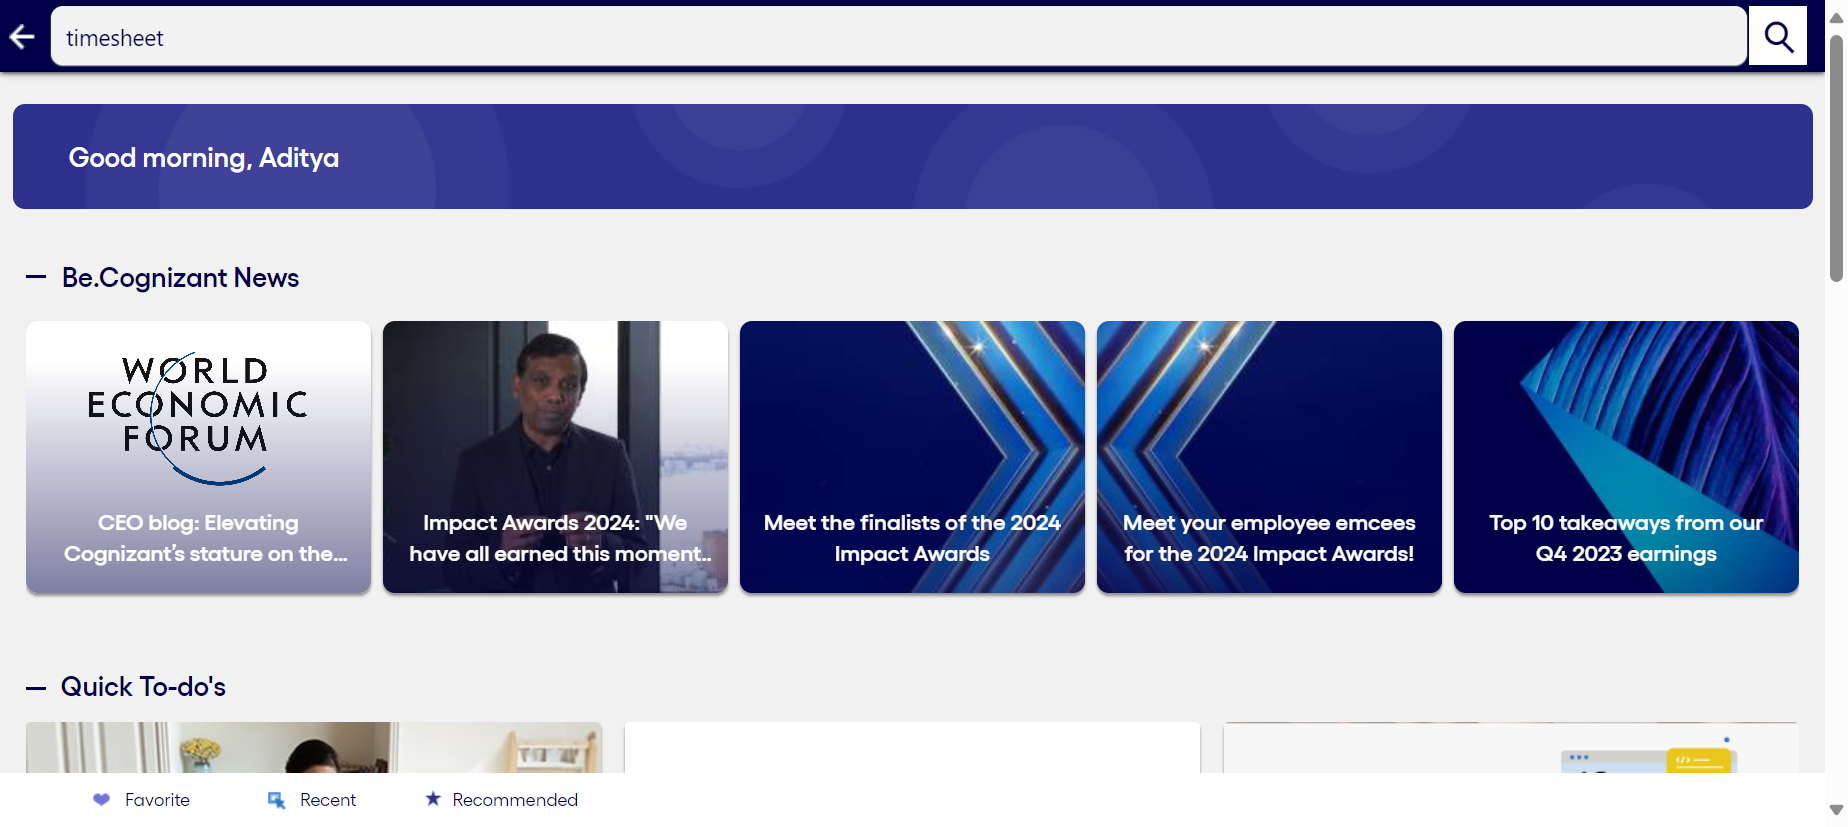 timesheet
Good morning, Aditya
Be.Cognizant News
WORLD
ECONOMIC
FORUM
CEO blog: Elevating
Cognizant’s stature on the...
Impact Awards 2024: "We
have all earned this moment..
Meet the finalists of the 2024
Impact Awards
Meet your employee emcees
for the 2024 Impact Awards!
Top 10 takeaways from our
Q4 2023 earnings
Quick To-do's
</>
Favorite
Recent
Recommended